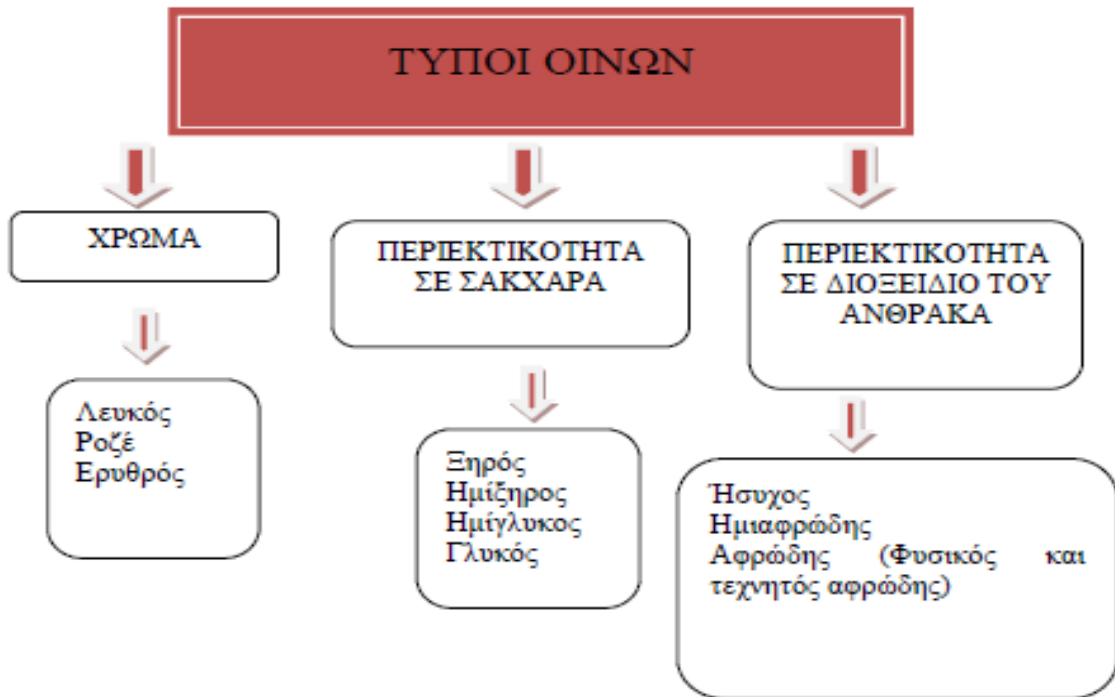 ΤΥΠΟΙ ΟΙΝΩΝ
ΧΡΩΜΑ
Λευκός
Ροζέ
Ερυθρός
ΠΕΡΙΕΚΤΙΚΟΤΗΤΑ
ΣΕ ΣΑΚΧΑΡΑ
Ξηρός
Ημίξηρος
Ημίγλυκος
Γλυκός
ΠΕΡΙΕΚΤΙΚΟΤΗΤΑ
ΣΕ ΔΙΟΞΕΙΔΙΟ ΤΟΥ
ΑΝΘΡΑΚΑ
Ήσυχος
Ημιαφρώδης
Αφρώδης (Φυσικός και
τεχνητός αφρώδης)